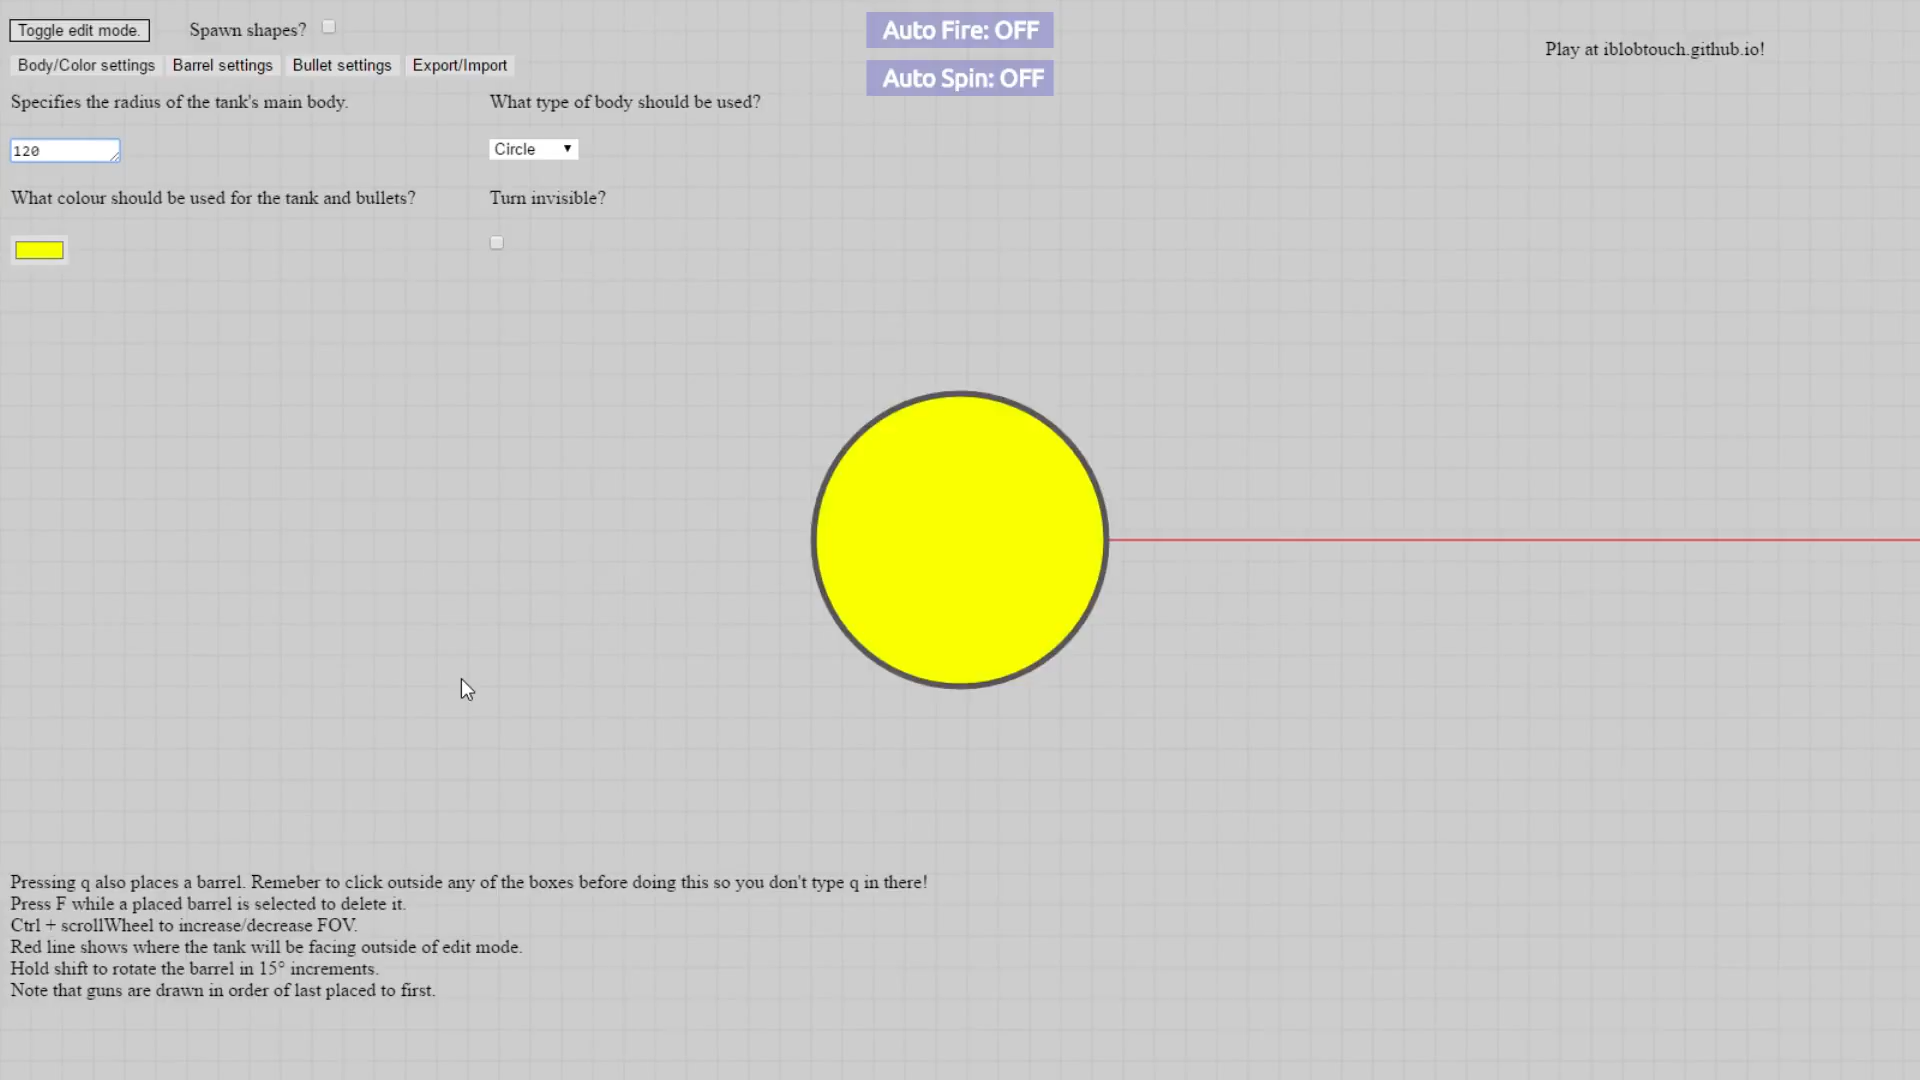 Toggle edit mode.
Spawn shapes?
Auto Fire: OFF
Play at iblobtouch.github.io!
Body/Color settings
Barrel settings
Bullet settings
Export/Import
Auto Spin: OFF
Specifies the radius of the tank's main body.
What type of body should be used?
120
Circle
What colour should be used for the tank and bullets?
Turn invisible?
Pressing q also places a barrel. Remeber to click outside any of the boxes before doing this so you don't type q in there!
Press F while a placed barrel is selected to delete it.
Ctrl + scrollWheel to increase/decrease FOV.
Red line shows where the tank will be facing outside of edit mode.
Hold shift to rotate the barrel in 15° increments.
Note that guns are drawn in order of last placed to first.